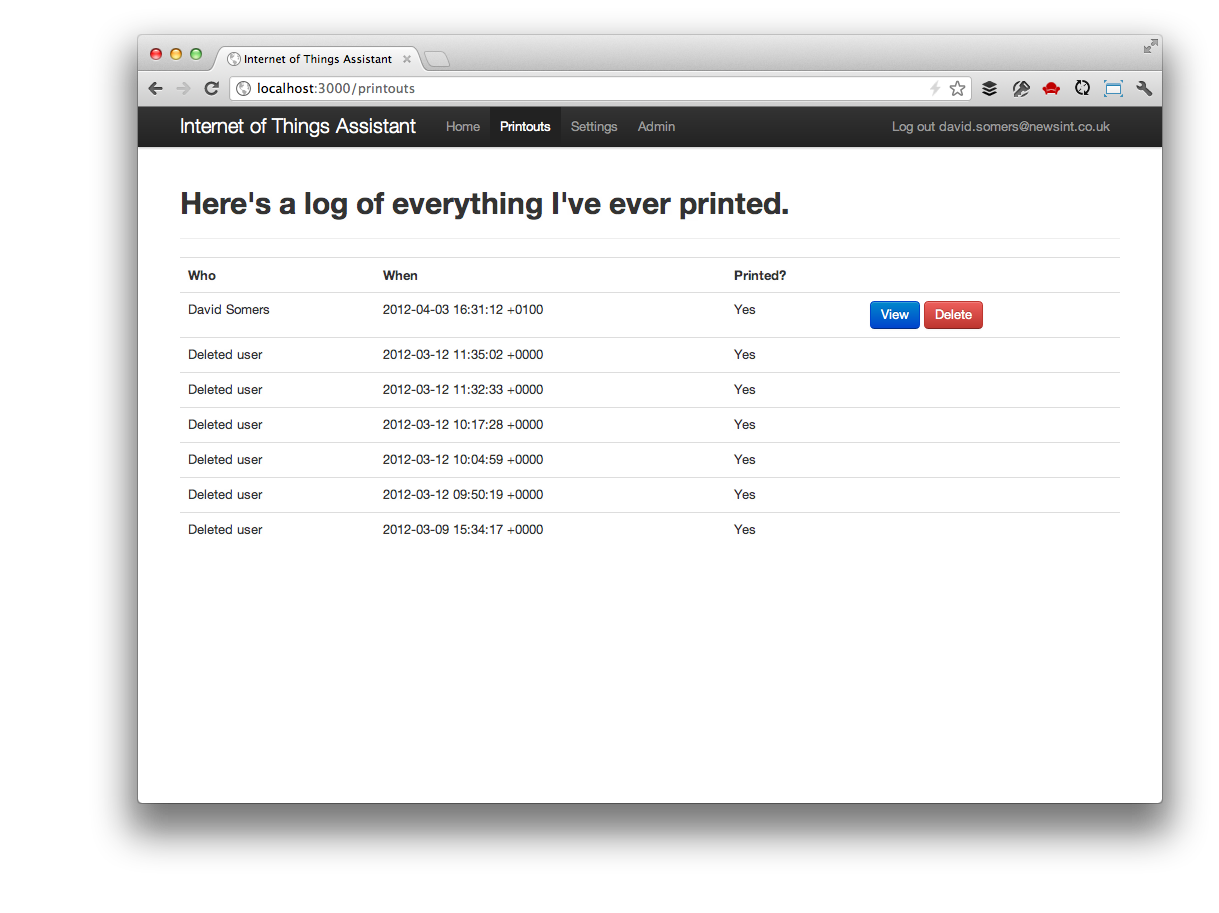 Internet of Things Assistant
localhost:3000/printouts
Internet of Things Assistant Home Printouts Settings Admin Log out david.somers@newsint.co.uk
Here's a log of everything I've ever printed.
Who When Printed?
David Somers 2012-04-03 16:31:12 +0100 Yes View Delete
Deleted user 2012-03-12 11:35:02 +0000 Yes
Deleted user 2012-03-12 11:32:33 +0000 Yes
Deleted user 2012-03-12 10:17:28 +0000 Yes
Deleted user 2012-03-12 10:04:59 +0000 Yes
Deleted user 2012-03-12 09:50:19 +0000 Yes
Deleted user 2012-03-09 15:34:17 +0000 Yes